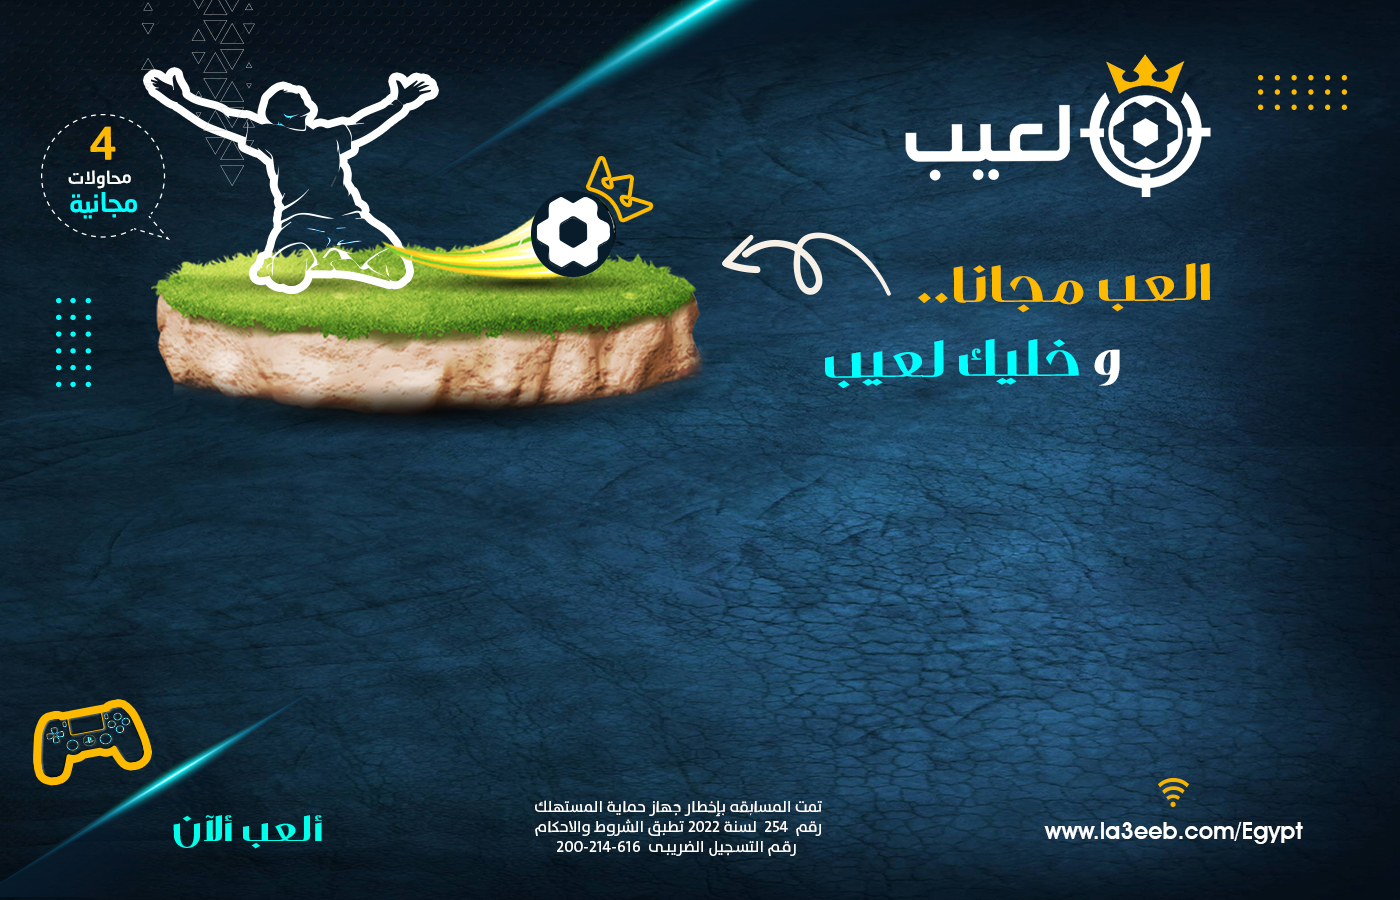 لعيب
العب مجانا..
و خليك لعيب
4
محاولات
مجانية
ألعب ألآن
تمت المسابقه بإخطار جهاز حماية المستهلك
رقم 254 لسنة 2022 تطبق الشروط والاحكام
رقم التسجيل الضريبى 616-214-200
www.la3eeb.com/Egypt